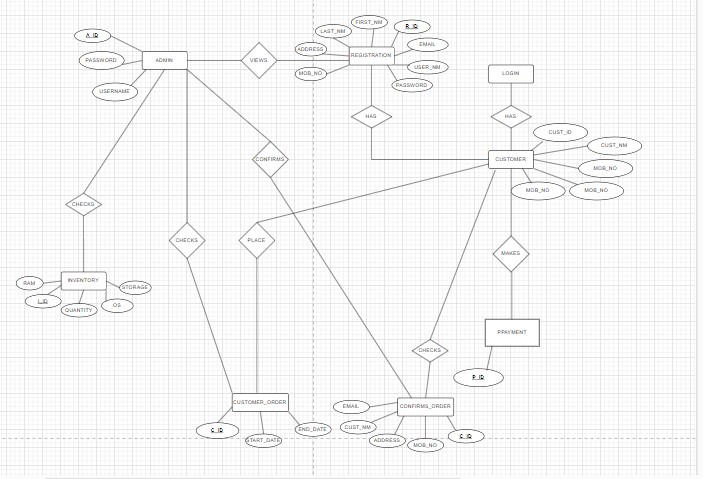 FIRST_NM
R_ID
LAST_NM
A_ID
EMAIL
ADDRESS
REGISTRATION
PASSWORD
ADMIN
VIEWS
USER_NM
MOB_NO
LOGIN
PASSWORD
USERNAME
HAS
HAS
CUST_ID
CUST_NM
CONFIRMS
CUSTOMER
MOB_NO
MOB_NO
MOB_NO
CHECKS
CHECKS
PLACE
MAKES
INVENTORY
RAM
STORAGE
I_ID
OS
QUANTITY
PPAYMENT
CHECKS
P_ID
CUSTOMER_ORDER
EMAIL
CONFIRMS_ORDER
CUST_NM
C_ID
END_DATE
START_DATE
ADDRESS
MOB_NO
C_ID